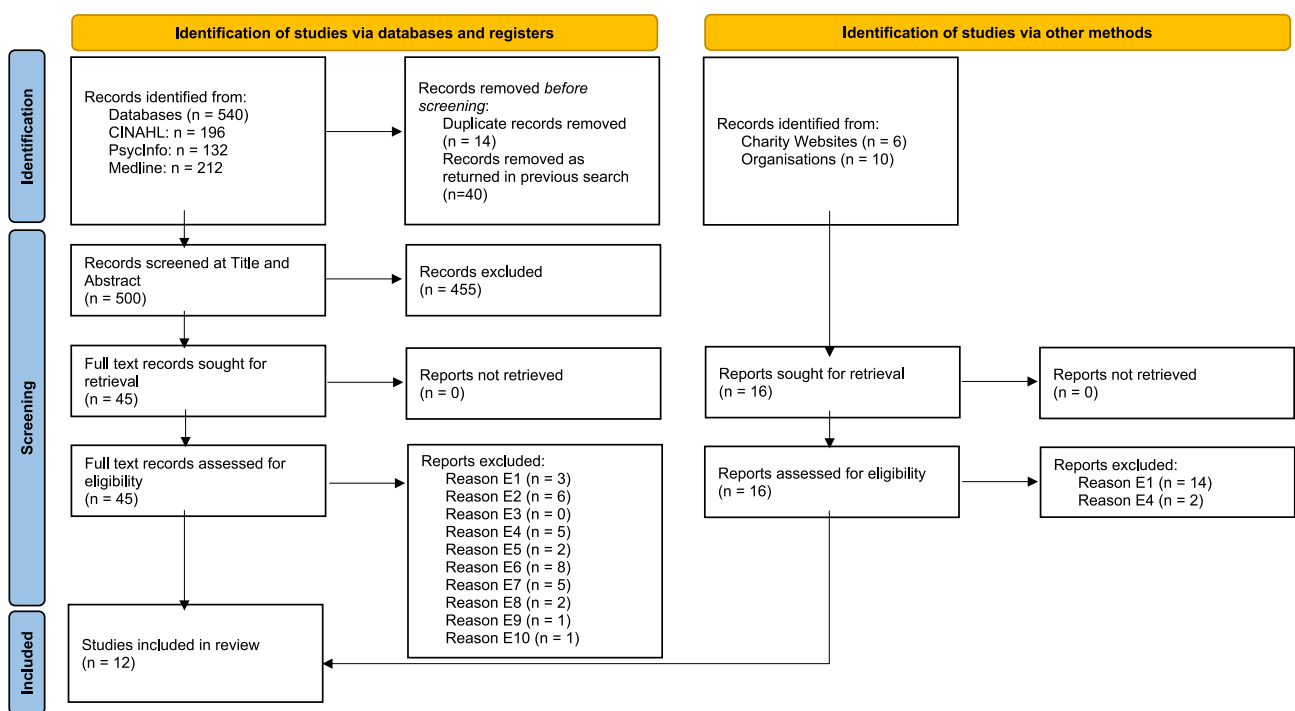 Identification of studies via databases and registers
Identification of studies via other methods
Identification
Records identified from:
Databases (n = 540)
CINAHL: n = 196
PsycInfo: n = 132
Medline: n = 212
Records removed before
screening:
Duplicate records removed
(n = 14)
Records removed as
returned in previous search
(n=40)
Records identified from:
Charity Websites (n = 6)
Organisations (n = 10)
Screening
Records screened at Title and
Abstract
(n = 500)
Records excluded
(n = 455)
Full text records sought for
retrieval
(n = 45)
Reports not retrieved
(n = 0)
Reports sought for retrieval
(n = 16)
Reports not retrieved
(n = 0)
Full text records assessed for
eligibility
(n = 45)
Reports excluded:
Reason E1 (n = 3)
Reason E2 (n = 6)
Reason E3 (n = 0)
Reason E4 (n = 5)
Reason E5 (n = 2)
Reason E6 (n = 8)
Reason E7 (n = 5)
Reason E8 (n = 2)
Reason E9 (n = 1)
Reason E10 (n = 1)
Reports assessed for eligibility
(n = 16)
Reports excluded:
Reason E1 (n = 14)
Reason E4 (n = 2)
Included
Studies included in review
(n = 12)